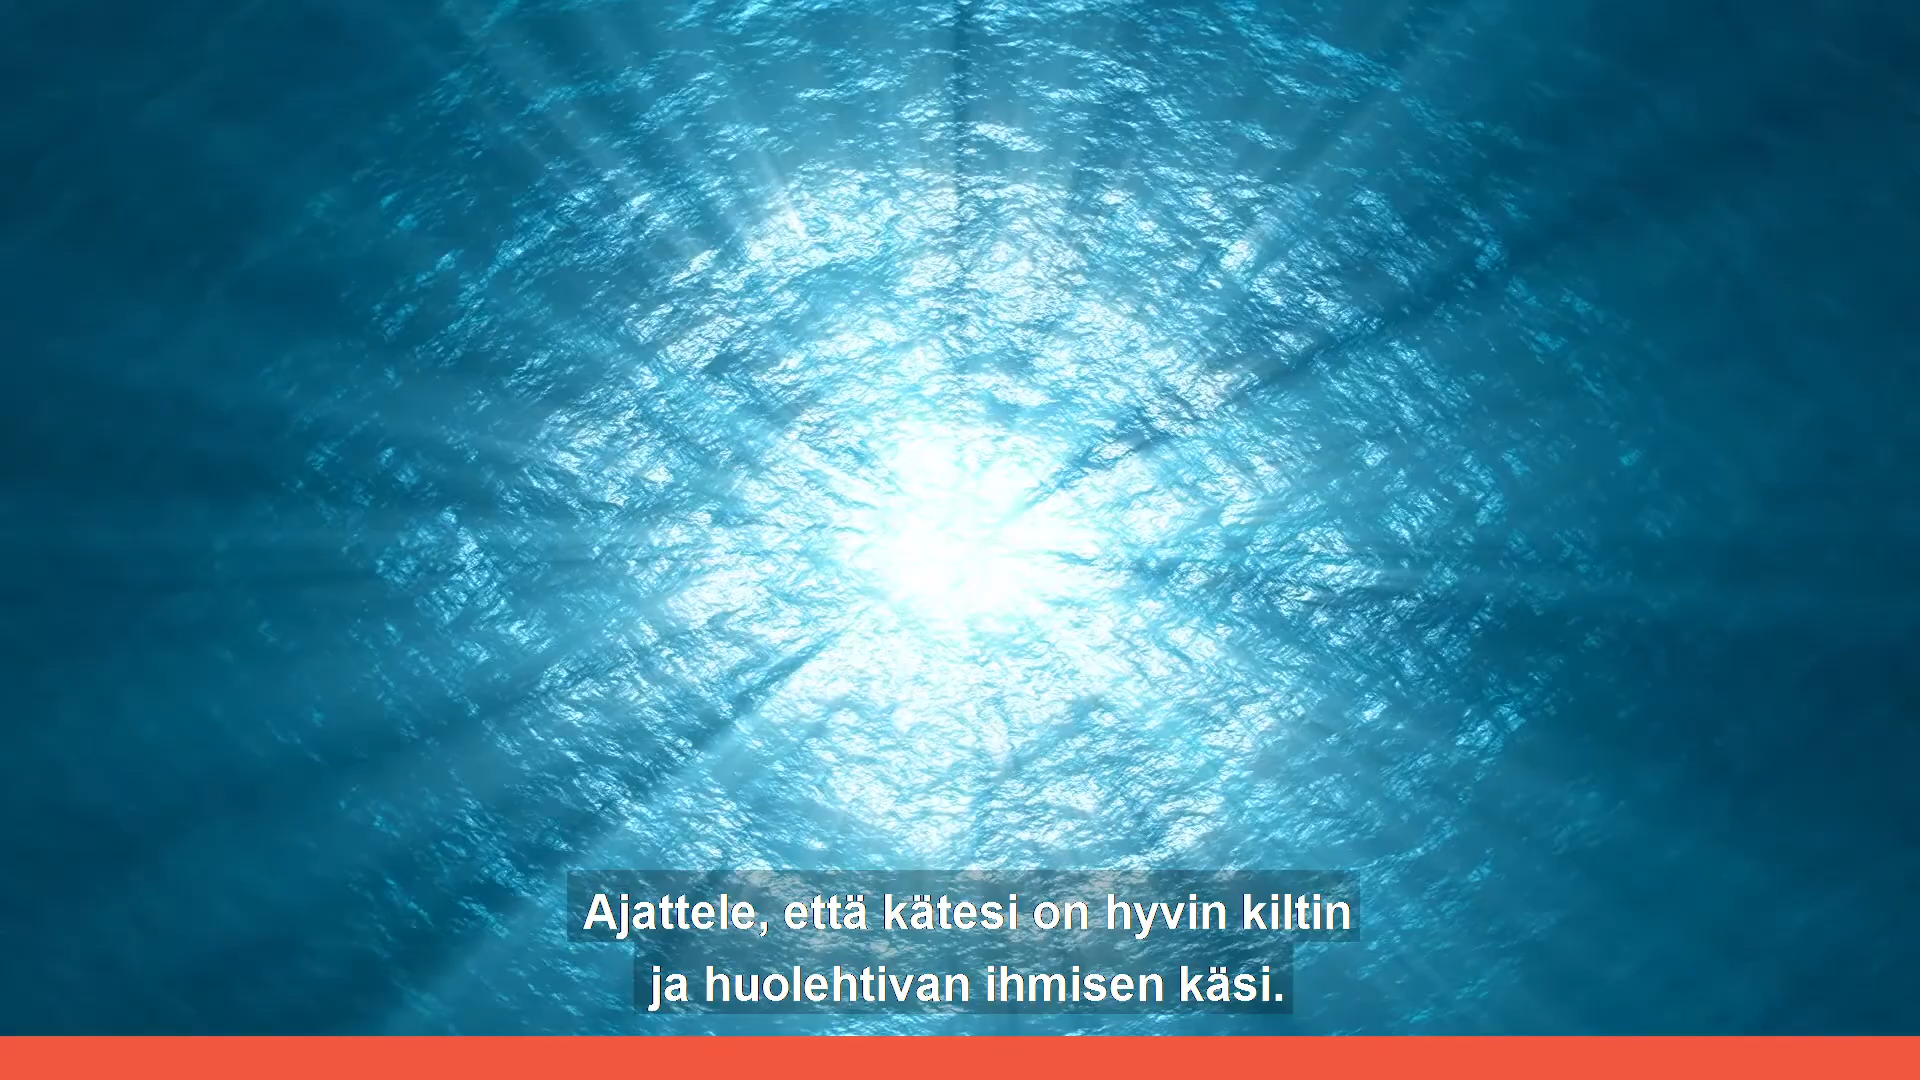 Ajattele, että kätesi on hyvin kiltin
ja huolehtivan ihmisen käsi.